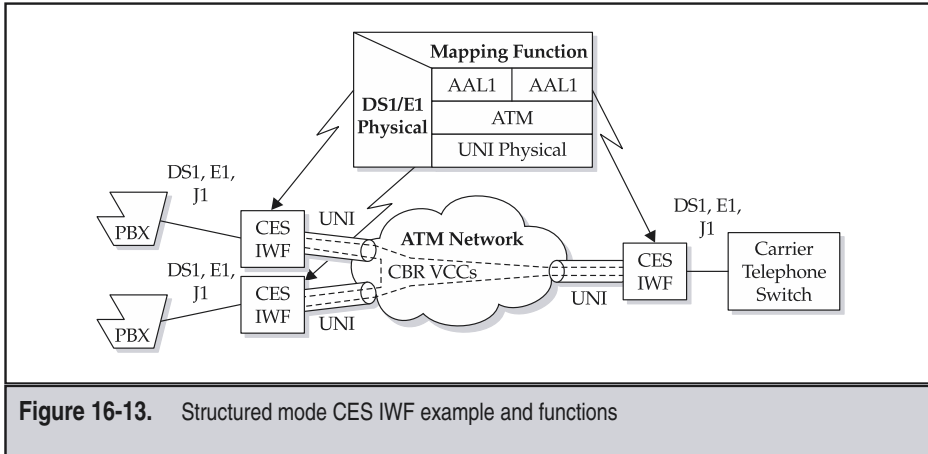 Mapping Function
DS1/E1
Physical
AAL1
AAL1
ATM
UNI Physical
DS1, E1,
J1
PBX
CES
IWF
UNI
ATM Network
CBR VCCs
DS1, E1,
J1
PBX
CES
IWF
UNI
UNI
CES
IWF
DS1, E1,
J1
Carrier
Telephone
Switch
Figure 16-13. Structured mode CES IWF example and functions